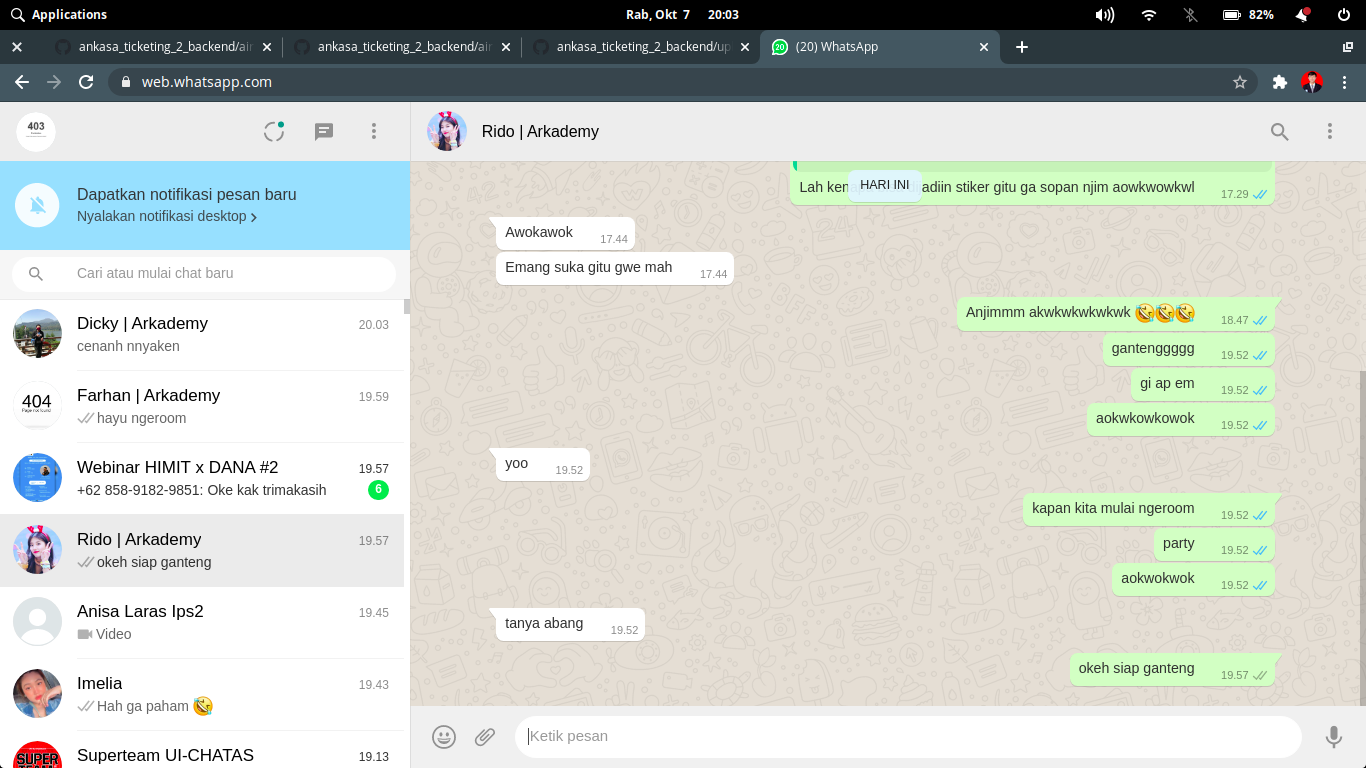 Applications
Rab, Okt 7 20:03
82%
ankasa_ticketing_2_backend/air
ankasa_ticketing_2_backend/air
ankasa_ticketing_2_backend/up
(20) WhatsApp
web.whatsapp.com
403
Dapatkan notifikasi pesan baru
Nyalakan notifikasi desktop
Cari atau mulai chat baru
Dicky | Arkademy
20.03
cenanh nnyaken
404
Page not found
Farhan | Arkademy
19.59
hayu ngeroom
Webinar HIMIT x DANA #2
19.57
+62 858-9182-9851: Oke kak trimakasih
6
Rido | Arkademy
19.57
okeh siap ganteng
Anisa Laras Ips2
19.45
Video
Imelia
19.43
Hah ga paham 🤣
SUPER
Superteam UI-CHATAS
19.13
Rido | Arkademy
HARI INI
Lah ken adiin stiker gitu ga sopan njim aowkwowkwl
17.29
Awokawok
17.44
Emang suka gitu gwe mah
17.44
Anjimmm akwkwkwkwkwk 🤣🤣🤣
18.47
gantenggggg
19.52
gi ap em
19.52
aokwkowkowok
19.52
yoo
19.52
kapan kita mulai ngeroom
19.52
party
19.52
aokwokwok
19.52
tanya abang
19.52
okeh siap ganteng
19.57
Ketik pesan